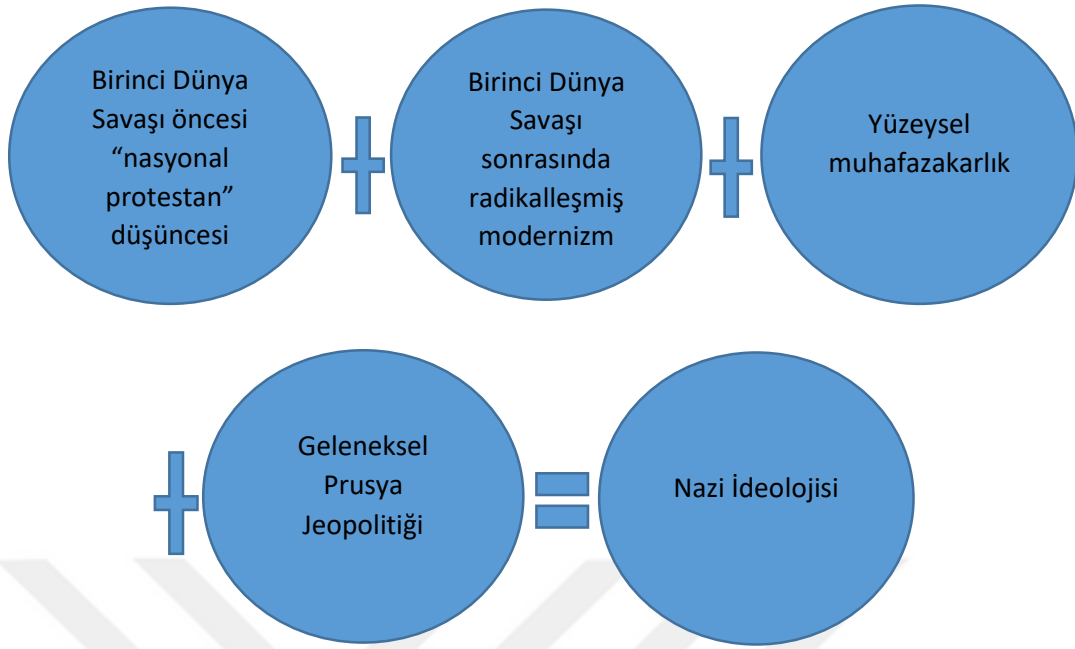 Birinci Dünya
Savaşı öncesi
“nasyonal
protestan”
düşüncesi
Birinci Dünya
Savaşı
sonrasında
radikalleşmiş
modernizm
Yüzeysel
muhafazakarlık
Geleneksel
Prusya
Jeopolitiği
Nazi İdeolojisi